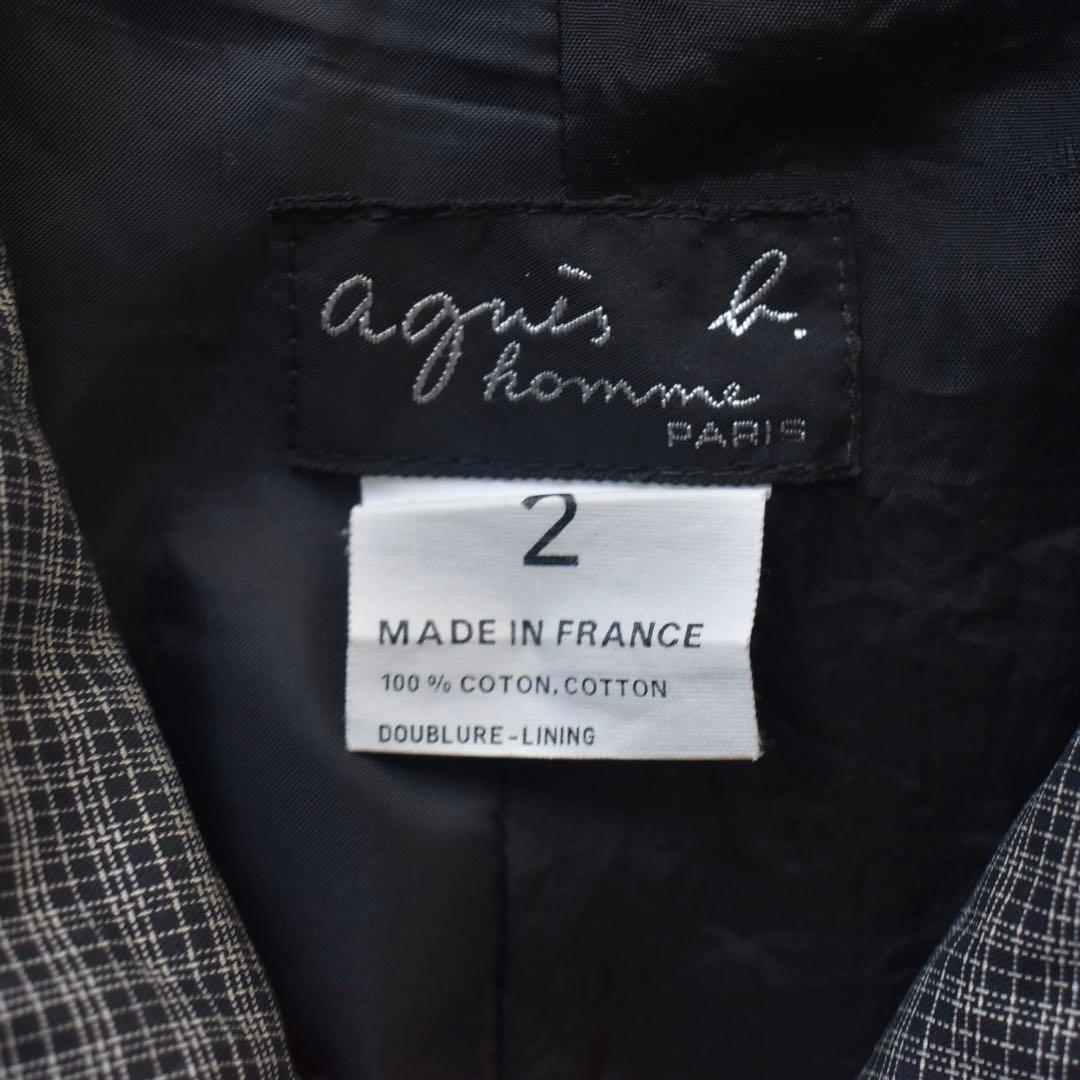 agnès b.
homme
PARIS
2
MADE IN FRANCE
100 % COTON, COTTON
DOUBLURE-LINING